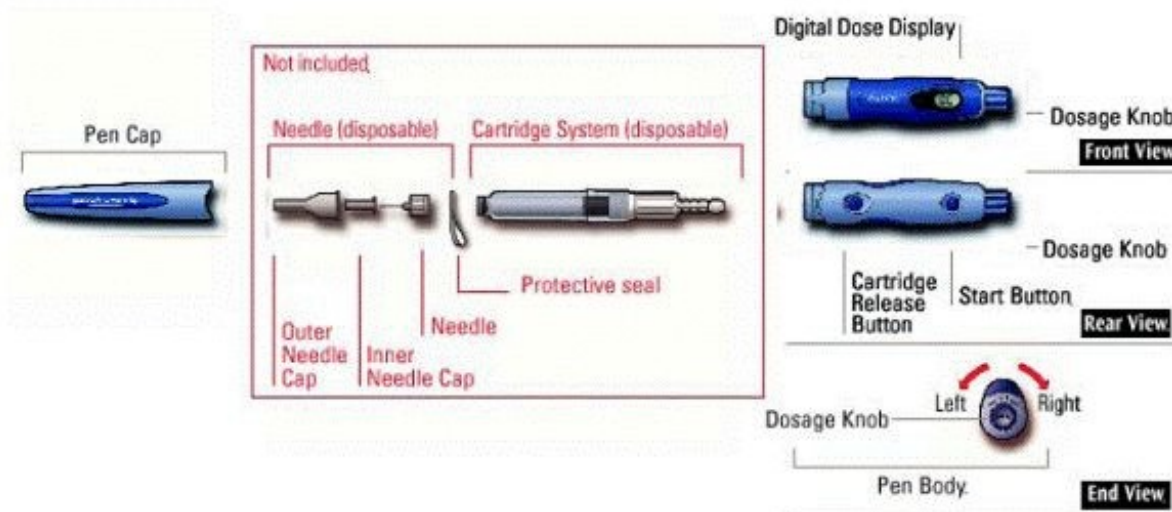 Pen Cap
Not included
Needle (disposable)
Cartridge System (disposable)
Protective seal
Needle
Outer
Needle
Cap
Inner
Needle Cap
Digital Dose Display
Dosage Knob
Front View
Dosage Knob
Cartridge
Release
Button
Start Button
Rear View
Left
Right
Dosage Knob
Pen Body
End View